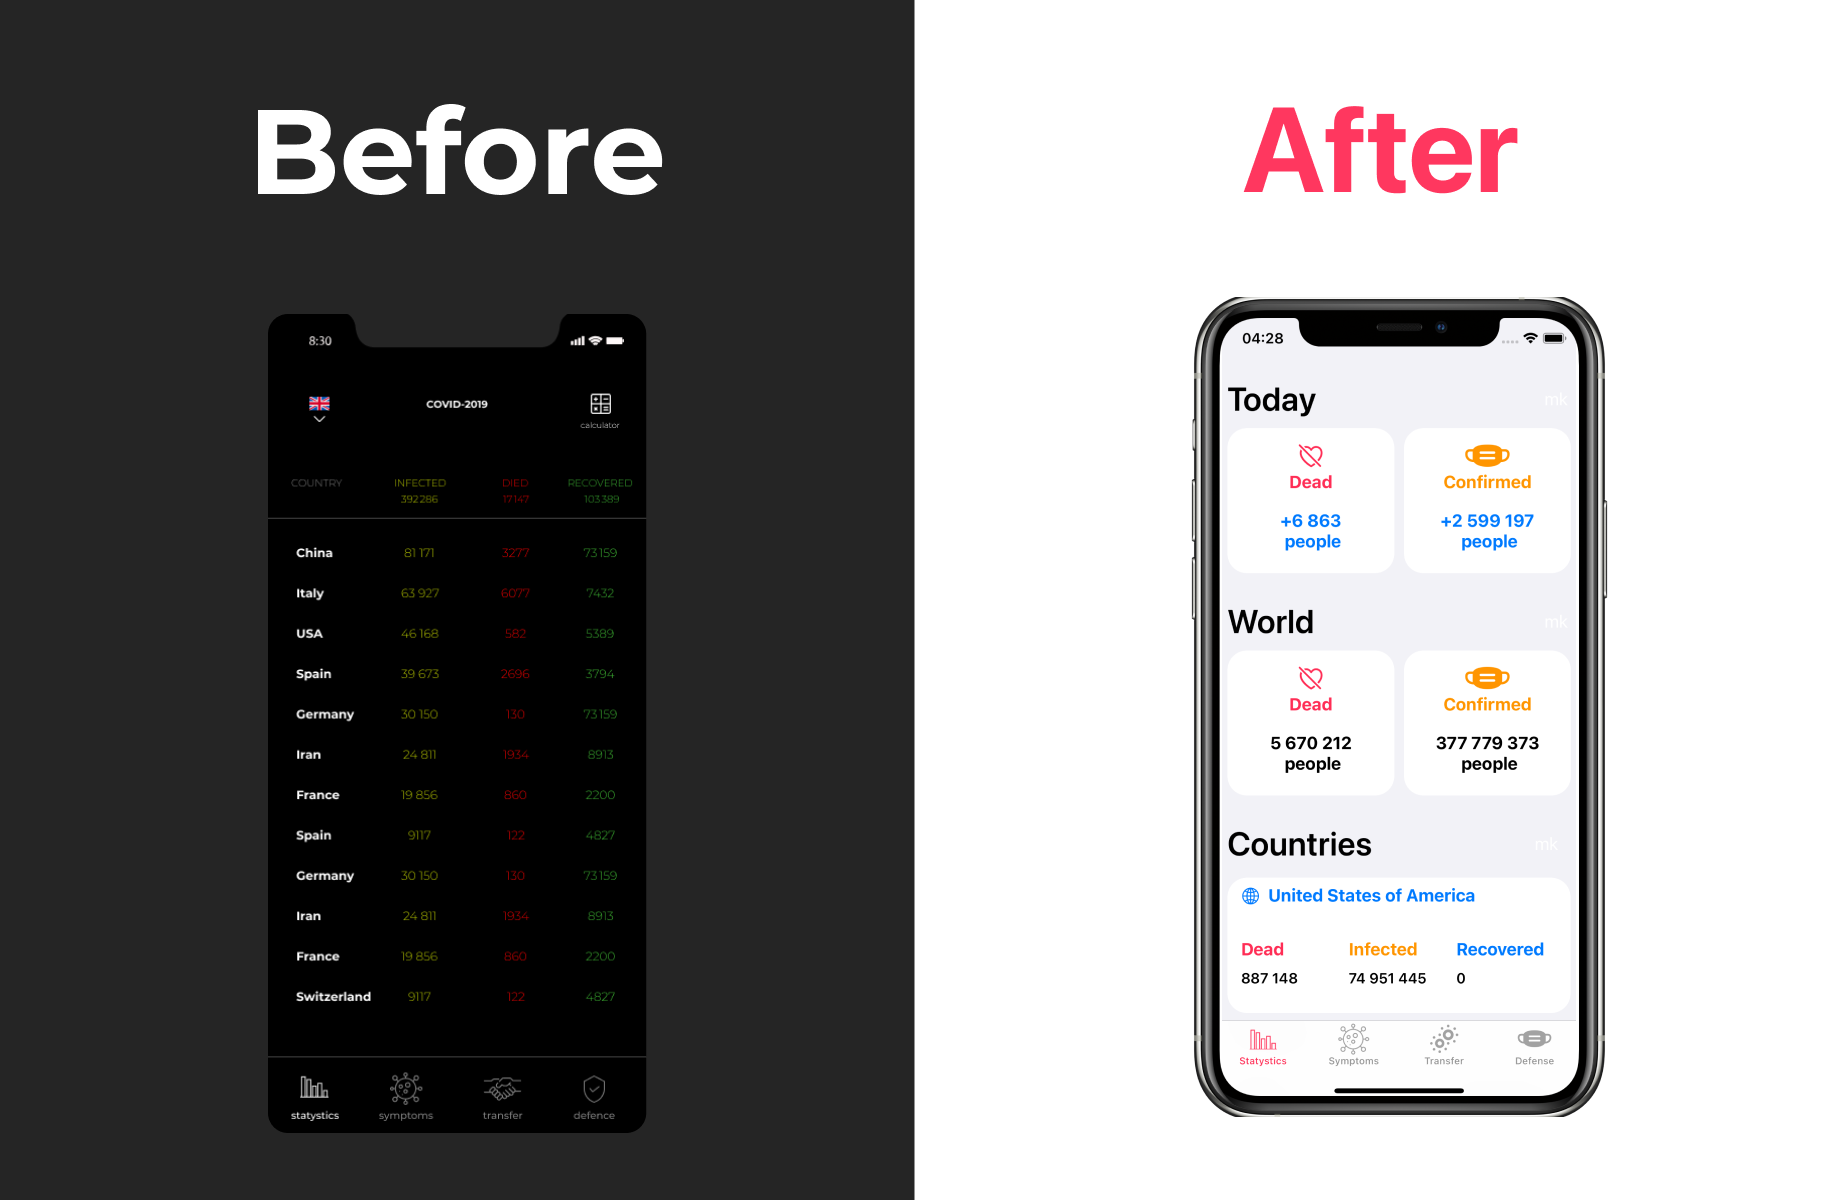 Before
8:30
COVID-2019
calculator
COUNTRY INFECTED DIED RECOVERED
392 286 17 147 103 389
China 81 171 3277 73 159
Italy 63 927 6077 7432
USA 46 168 582 5389
Spain 39 673 2696 3794
Germany 30 150 130 73 159
Iran 24 811 1934 8913
France 19 856 860 2200
Spain 9117 122 4827
Germany 30 150 130 73 159
Iran 24 811 1934 8913
France 19 856 860 2200
Switzerland 9117 122 4827
statystics symptoms transfer defence
After
04:28
Today mk
Dead Confirmed
+6 863 +2 599 197
people people
World mk
Dead Confirmed
5 670 212 377 779 373
people people
Countries mk
United States of America
Dead Infected Recovered
887 148 74 951 445 0
Statystics Symptoms Transfer Defense